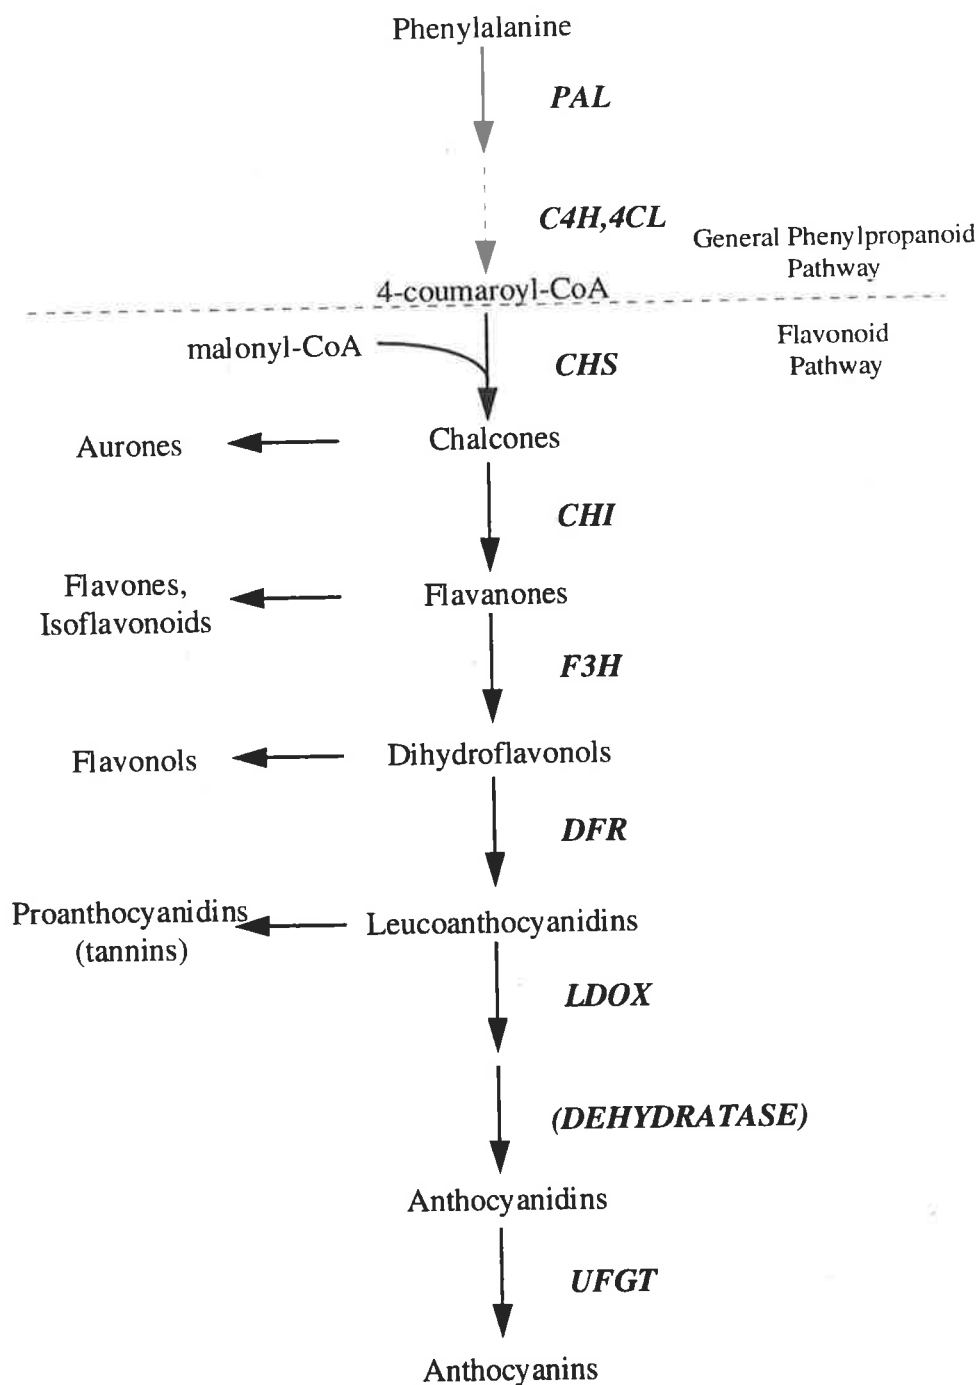 Phenylalanine
PAL
C4H,4CL
General Phenylpropanoid
Pathway
4-coumaroyl-CoA
malonyl-CoA
Flavonoid
Pathway
CHS
Aurones
Chalcones
CHI
Flavones,
Isoflavonoids
Flavanones
F3H
Flavonols
Dihydroflavonols
DFR
Proanthocyanidins
(tannins)
Leucoanthocyanidins
LDOX
(DEHYDRATASE)
Anthocyanidins
UFGT
Anthocyanins